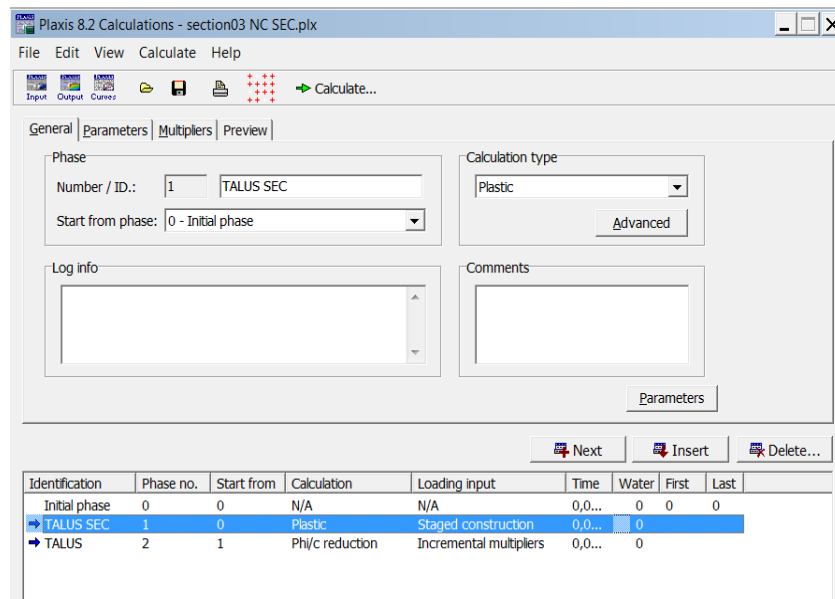 Plaxis 8.2 Calculations - section03 NC SEC.plx
File Edit View Calculate Help
PLAXIS PLAXIS PLAXIS
Input Output Curves Calculate...
General Parameters Multipliers Preview
Phase
Number / ID.: 1 TALUS SEC
Start from phase: 0 - Initial phase
Calculation type
Plastic
Advanced
Log info
Comments
Parameters
Next Insert Delete...
Identification Phase no. Start from Calculation Loading input Time Water First Last
Initial phase 0 0 N/A N/A 0,0... 0 0 0
TALUS SEC 1 0 Plastic Staged construction 0,0... 0
TALUS 2 1 Phi/c reduction Incremental multipliers 0,0... 0